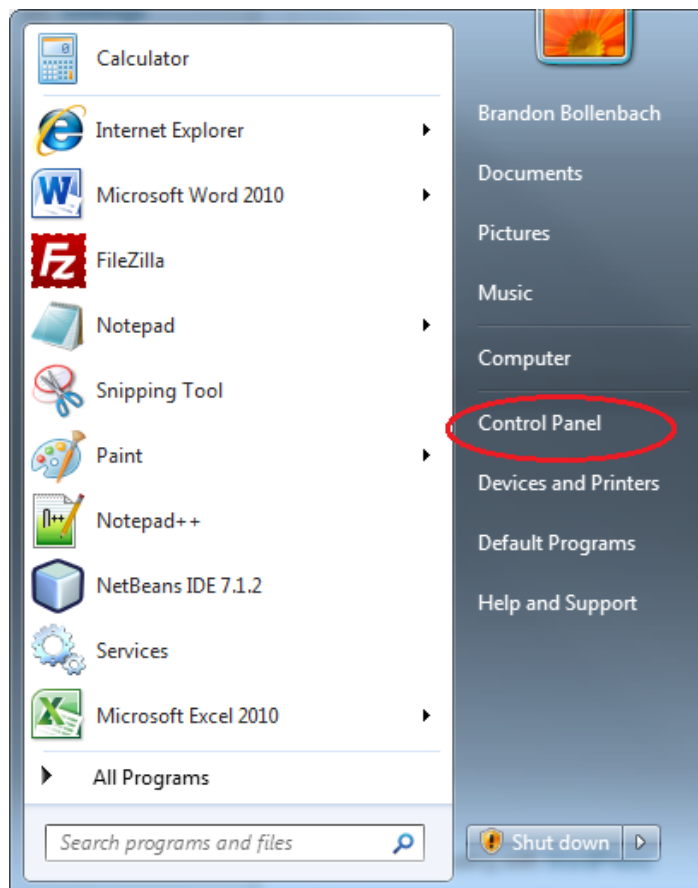 Calculator
Internet Explorer
Microsoft Word 2010
FileZilla
Notepad
Snipping Tool
Paint
Notepad++
NetBeans IDE 7.1.2
Services
Microsoft Excel 2010
All Programs
Search programs and files
Brandon Bollenbach
Documents
Pictures
Music
Computer
Control Panel
Devices and Printers
Default Programs
Help and Support
Shut down